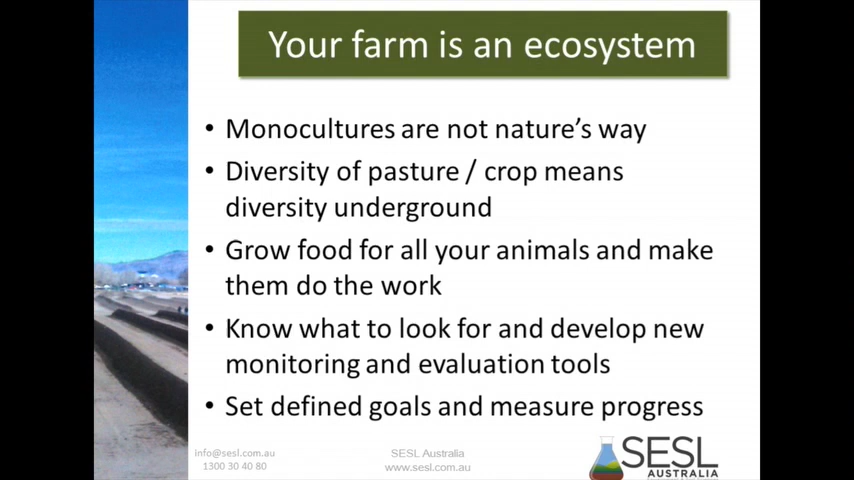 Your farm is an ecosystem
• Monocultures are not nature's way
• Diversity of pasture / crop means
diversity underground
• Grow food for all your animals and make
them do the work
• Know what to look for and develop new
monitoring and evaluation tools
• Set defined goals and measure progress
info@sesl.com.au
1300 30 40 80
SESL Australia
www.sesl.com.au
SESL
AUSTRALIA